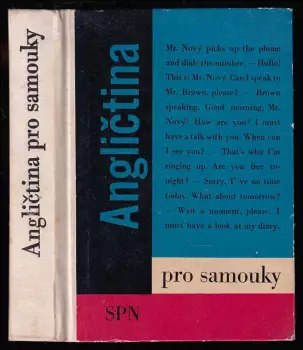 Angličtina pro samouky
Angličtina
Mr. Nový picks up the phone
and dials the number. — Hullo!
This is Mr. Nový. Can I speak to
Mr. Brown, please? — Brown
speaking. Good morning, Mr.
Nový! How are you? I must
have a talk with you. When can
I see you? — That's why I'm
ringing up. Are you free to-
night? — Sorry, I've no time
today. What about tomorrow?
— Wait a moment, please. I
must have a look at my diary.
pro samouky
SPN